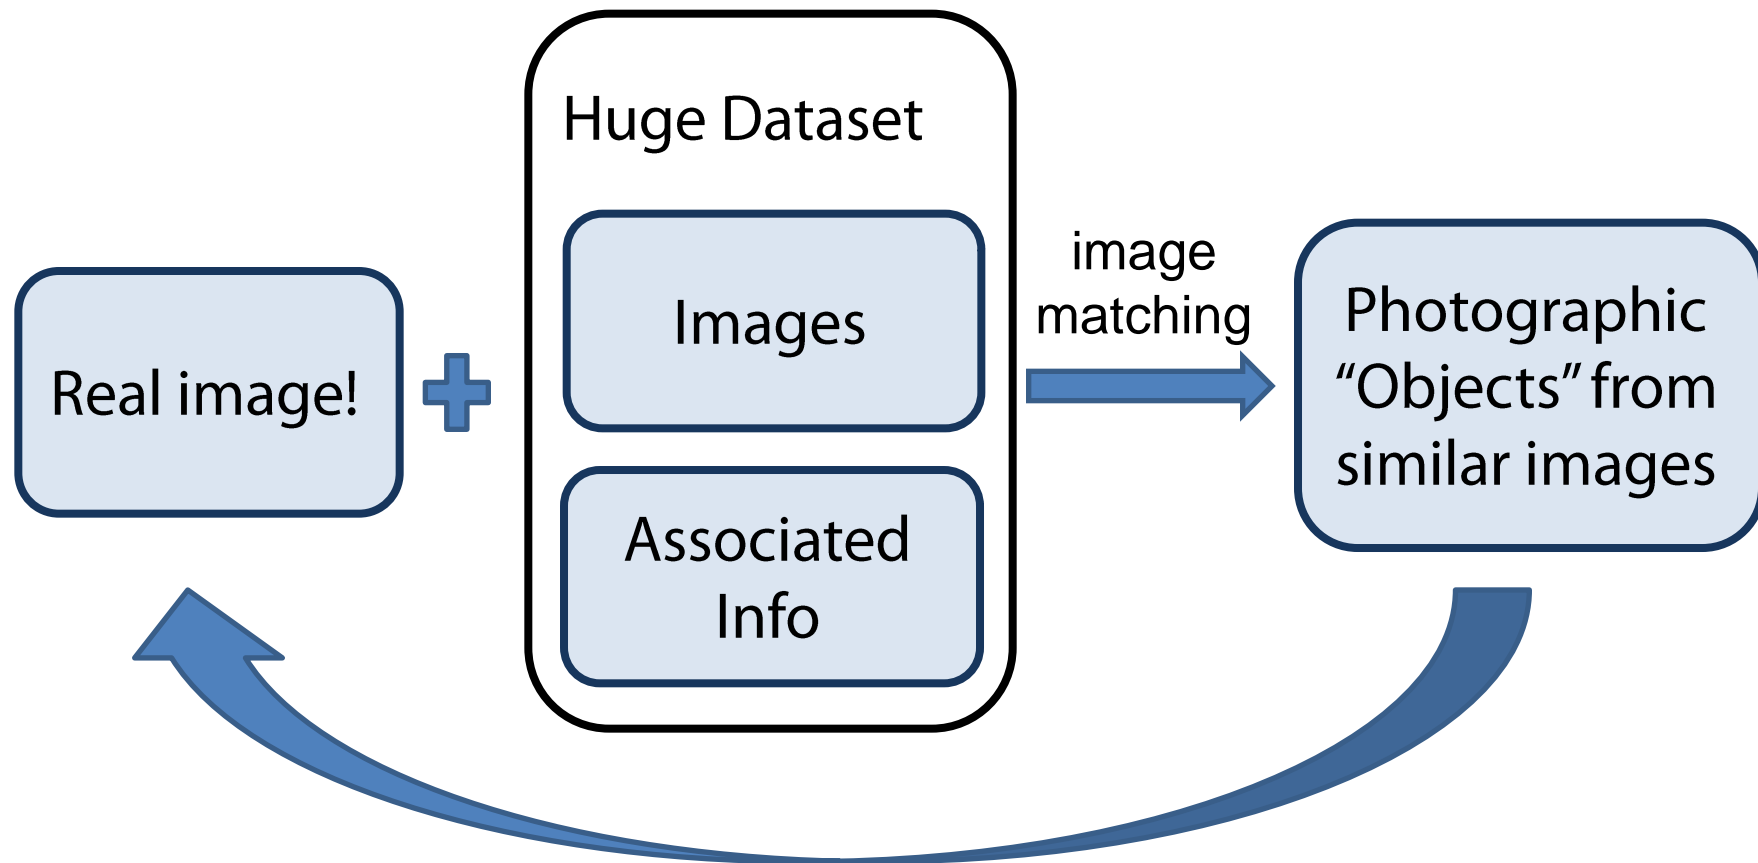 Huge Dataset
Real image!
Images
Associated
Info
image
matching
Photographic
“Objects” from
similar images